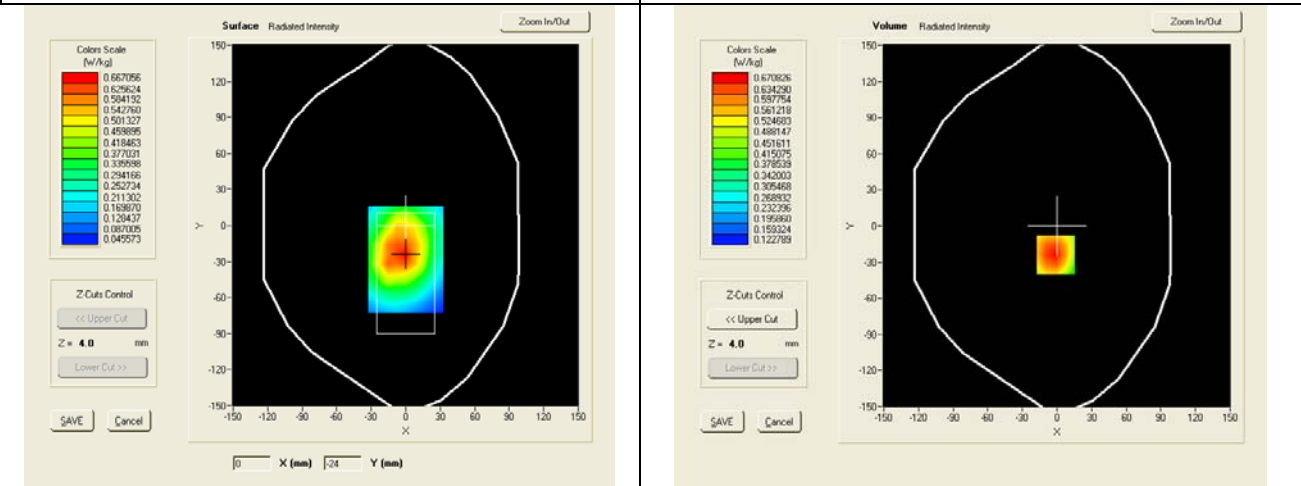 Surface Radiated Intensity
Zoom In/Out
Colors Scale
(W/kg)
0.667056
0.625624
0.584192
0.542760
0.501327
0.459895
0.418463
0.377031
0.335598
0.294166
0.252734
0.211302
0.169870
0.128437
0.087005
0.045573
150
120
90
60
30
0
-30
-60
-90
-120
-150
Y
-150 -120 -90 -60 -30 0 30 60 90 120 150
X
Z-Cuts Control
<< Upper Cut
Z = 4.0 mm
Lower Cut >>
SAVE Cancel
0 X (mm) -24 Y (mm)
Volume Radiated Intensity
Zoom In/Out
Colors Scale
(W/kg)
0.670826
0.634290
0.597754
0.561218
0.524683
0.488147
0.451611
0.415075
0.378539
0.342003
0.305468
0.268932
0.232396
0.195860
0.159324
0.122789
150
120
90
60
30
0
-30
-60
-90
-120
-150
Y
-150 -120 -90 -60 -30 0 30 60 90 120 150
X
Z-Cuts Control
<< Upper Cut
Z = 4.0 mm
Lower Cut >>
SAVE Cancel